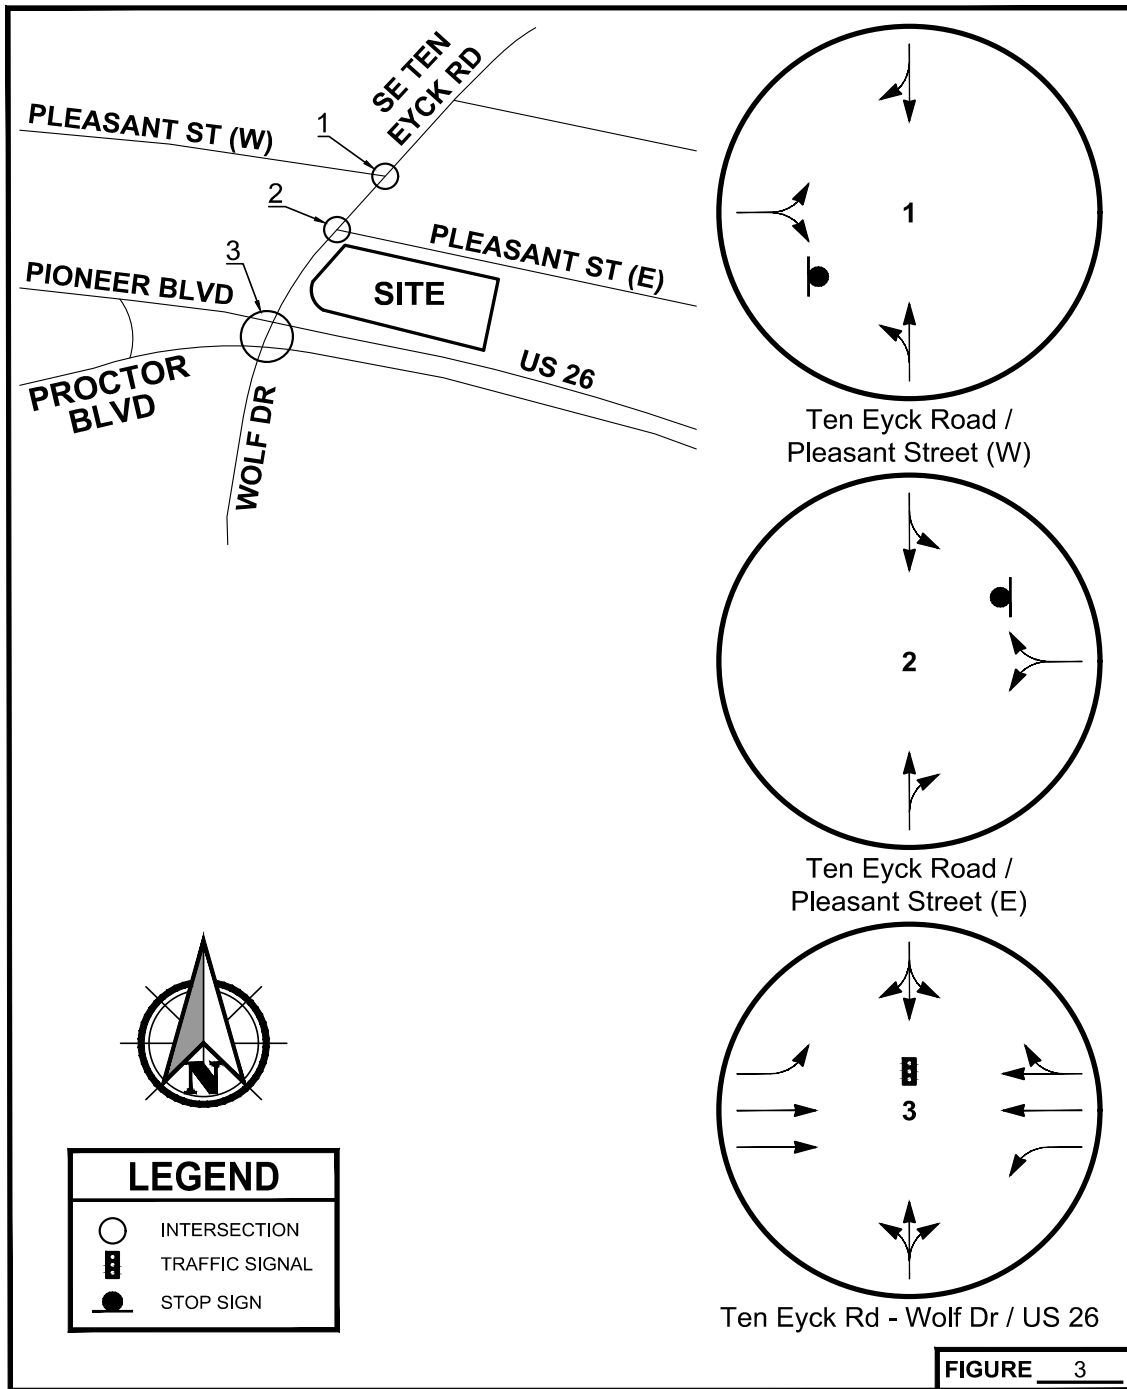 SE TEN
EYCK RD
PLEASANT ST (W)
1
2
PLEASANT ST (E)
3
PIONEER BLVD
SITE
US 26
PROCTOR
BLVD
WOLF DR
1
Ten Eyck Road /
Pleasant Street (W)
2
Ten Eyck Road /
Pleasant Street (E)
3
Ten Eyck Rd - Wolf Dr / US 26
N
LEGEND
INTERSECTION
TRAFFIC SIGNAL
STOP SIGN
FIGURE 3